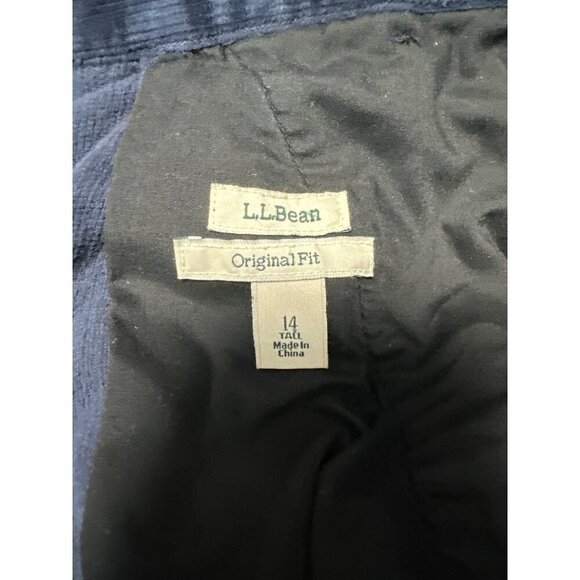 L.L.Bean
Original Fit
14
TALL
Made In
China